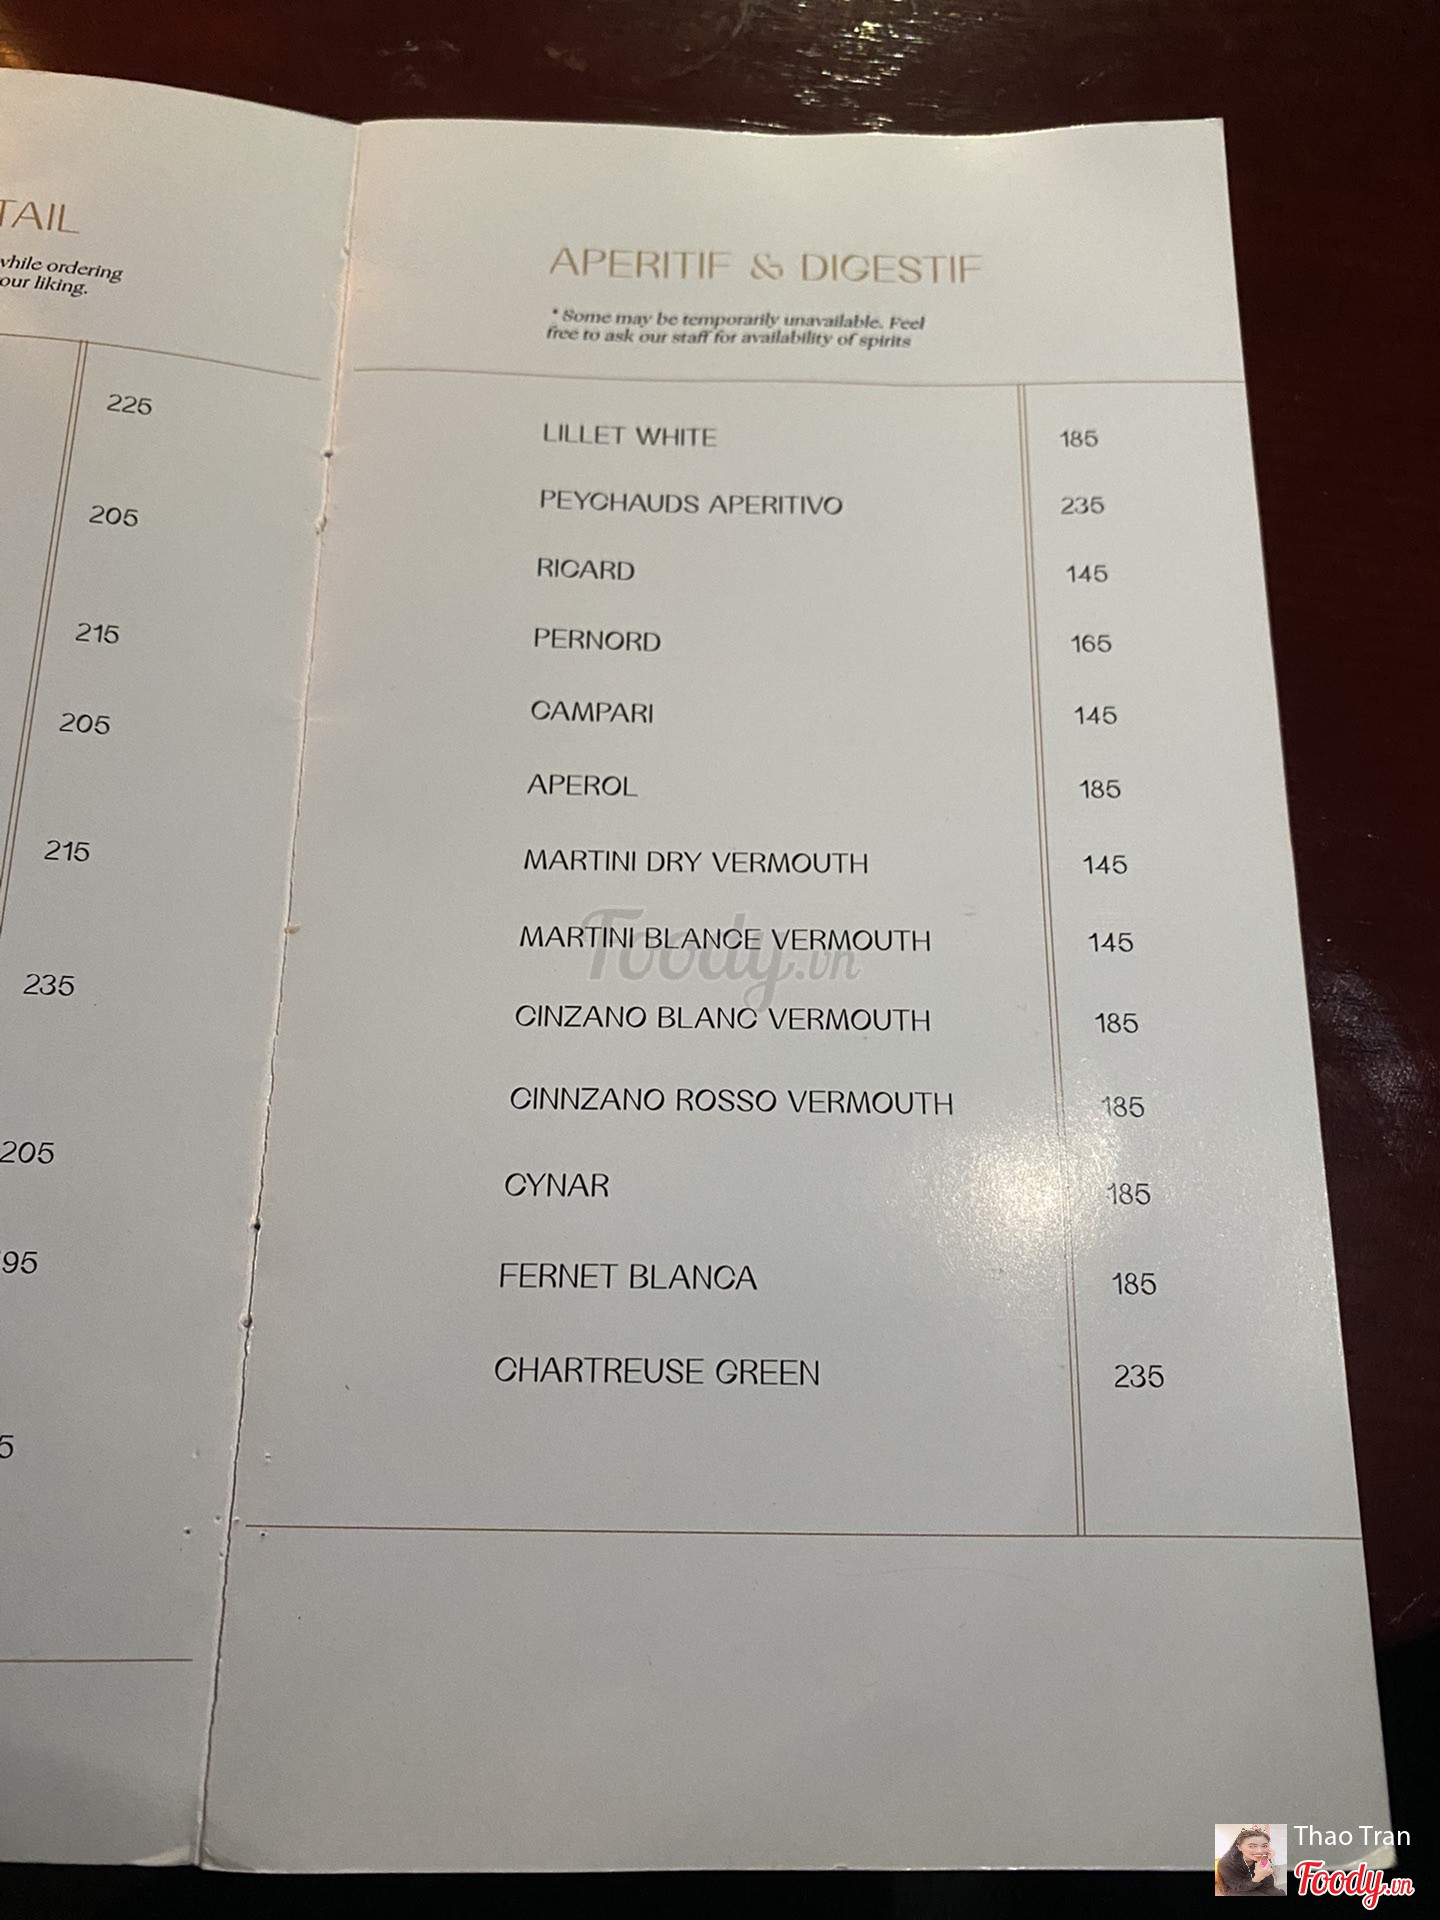 TAIL
while ordering
our liking.
225
205
215
205
215
235
205
95
5
APERITIF & DIGESTIF
* Some may be temporarily unavailable. Feel
free to ask our staff for availability of spirits
LILLET WHITE 185
PEYCHAUDS APERITIVO 235
RICARD 145
PERNORD 165
CAMPARI 145
APEROL 185
MARTINI DRY VERMOUTH 145
MARTINI BLANCE VERMOUTH 145
CINZANO BLANC VERMOUTH 185
CINNZANO ROSSO VERMOUTH 185
CYNAR 185
FERNET BLANCA 185
CHARTREUSE GREEN 235
Foody.vn
Thao Tran
Foody.vn